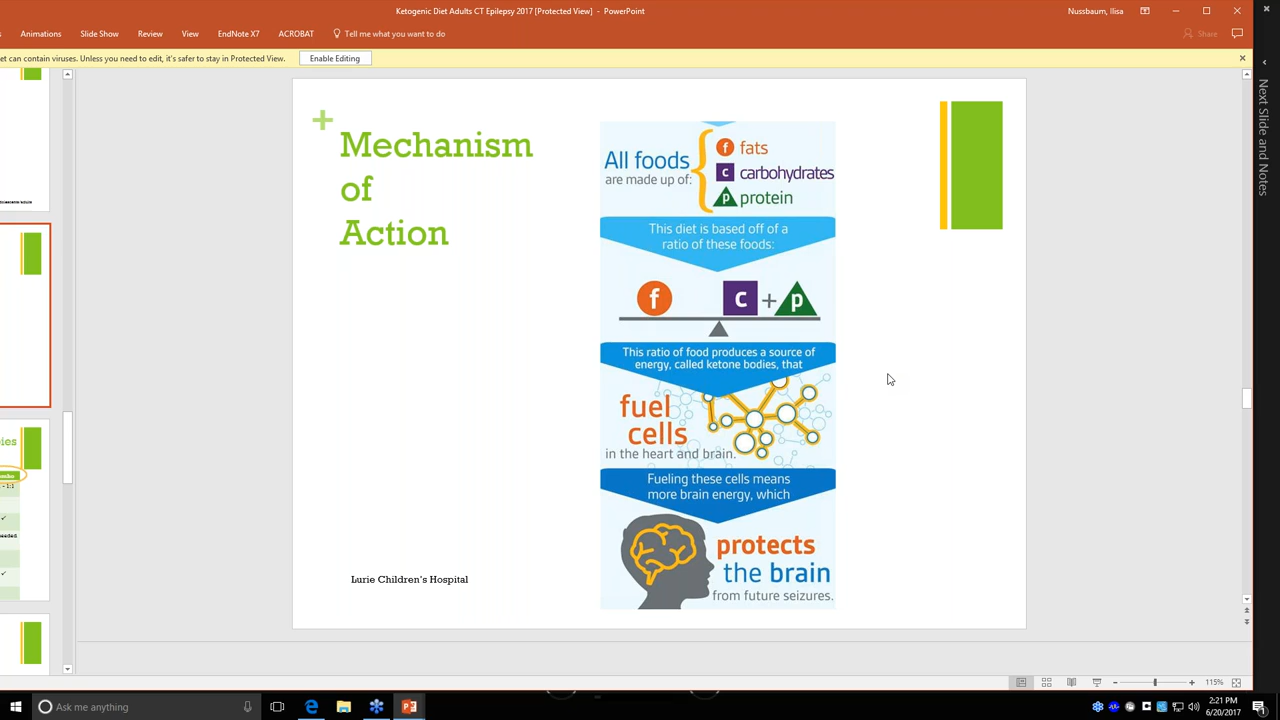 Ketogenic Diet Adults CT Epilepsy 2017 [Protected View] - PowerPoint
Nussbaum, Ilisa
Animations Slide Show Review View EndNote X7 ACROBAT Tell me what you want to do
Share
et can contain viruses. Unless you need to edit, it's safer to stay in Protected View. Enable Editing
Next Slide and Notes
+
Mechanism
of
Action
All foods
are made up of:
f fats
c carbohydrates
p protein
This diet is based off of a
ratio of these foods:
f c + p
This ratio of food produces a source of
energy, called ketone bodies, that
fuel
cells
in the heart and brain.
Fueling these cells means
more brain energy, which
protects
the brain
from future seizures.
Lurie Children's Hospital
115%
Ask me anything
2:21 PM
6/20/2017